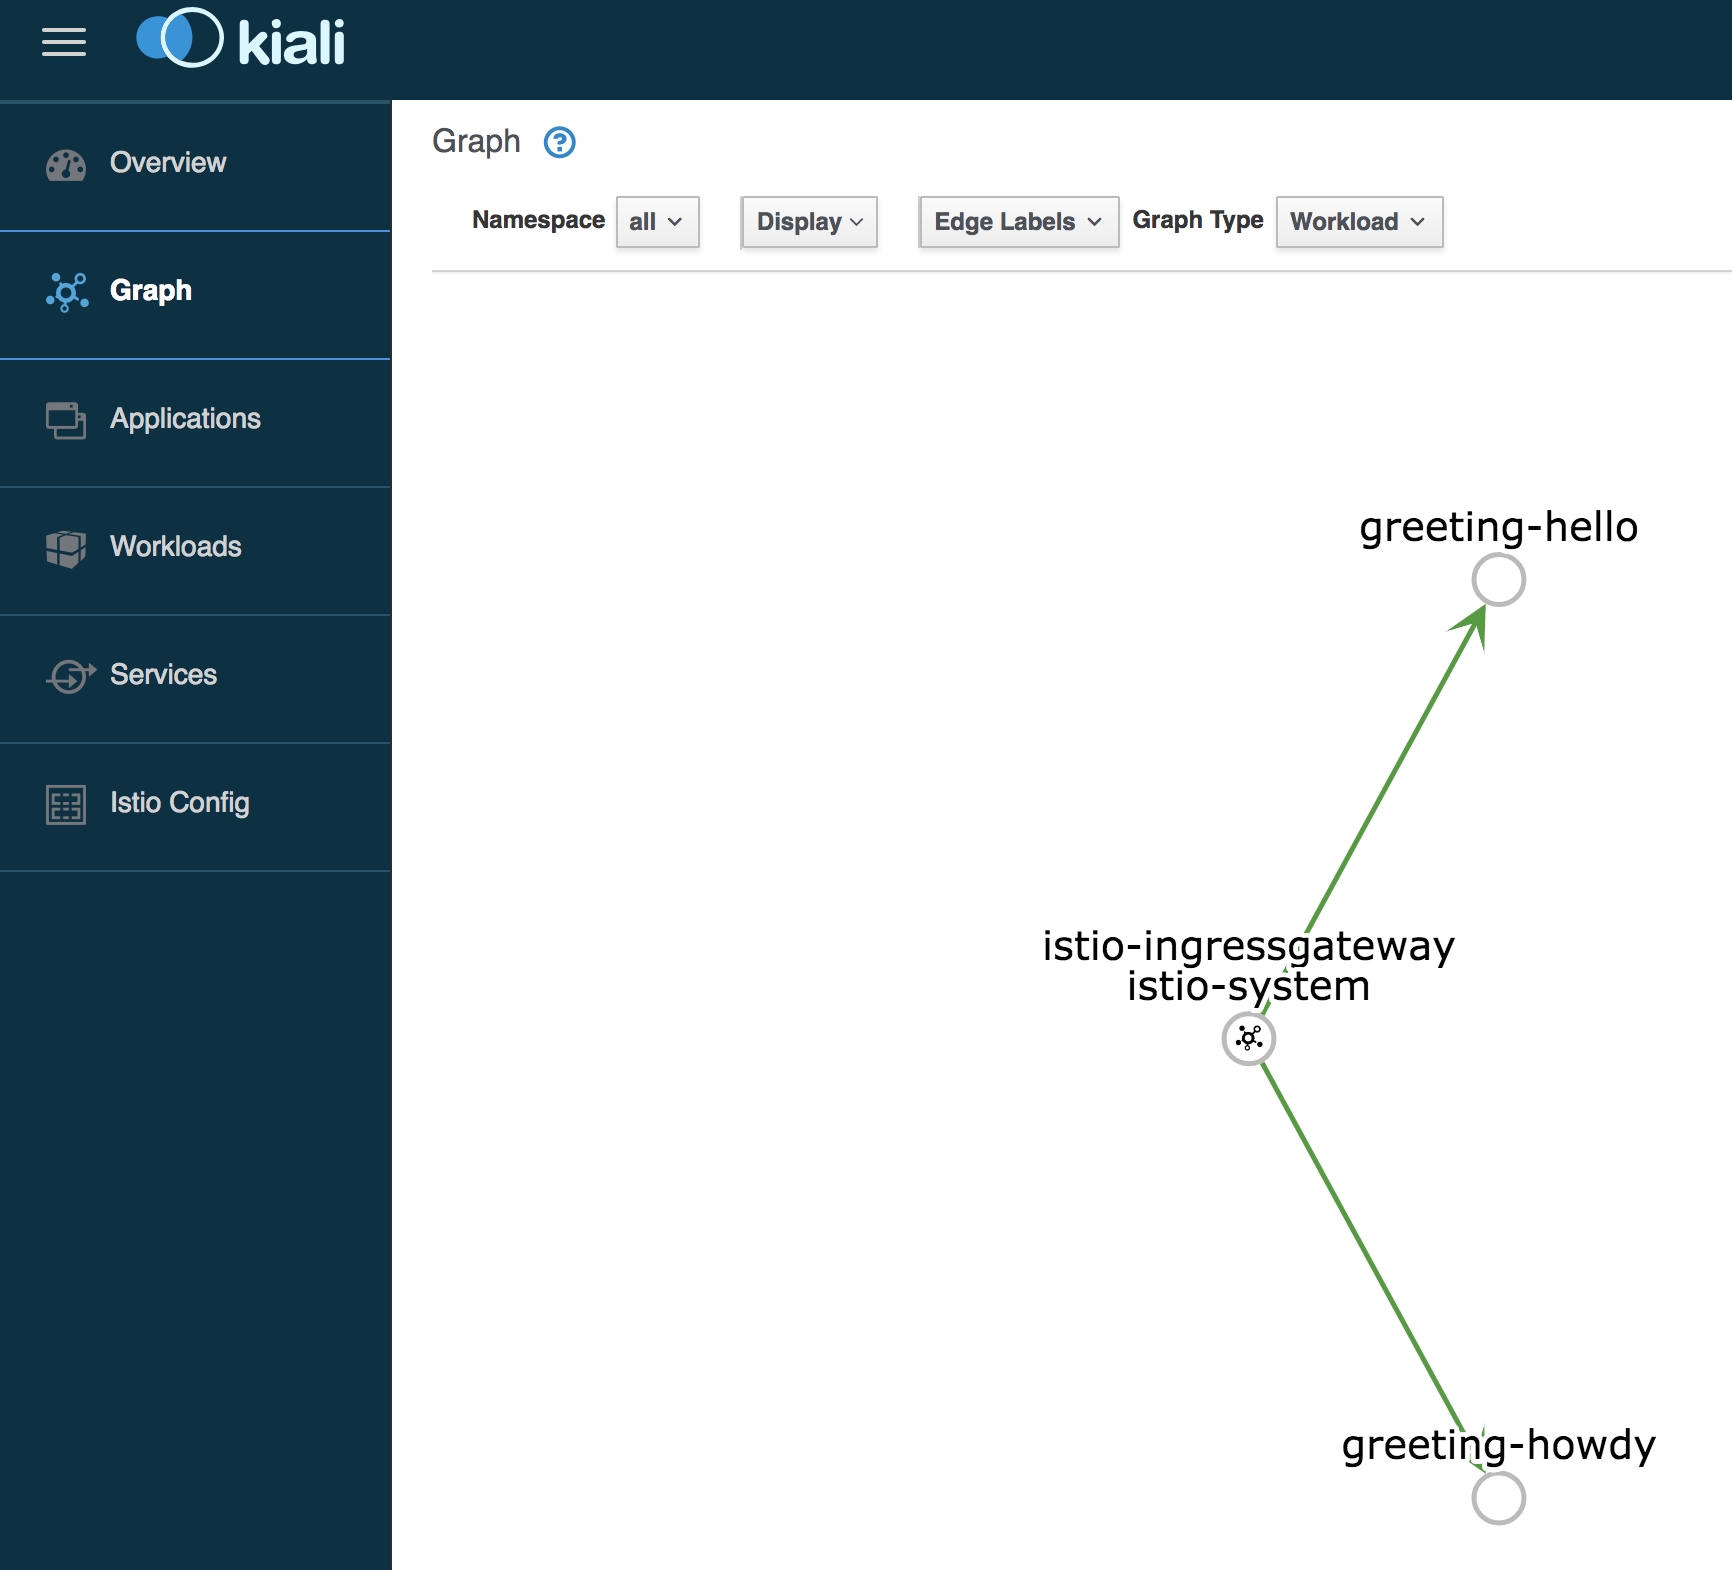 kiali
Overview
Graph
Applications
Workloads
Services
Istio Config
Graph ?
Namespace all Display Edge Labels Graph Type Workload
greeting-hello
istio-ingressgateway
istio-system
greeting-howdy